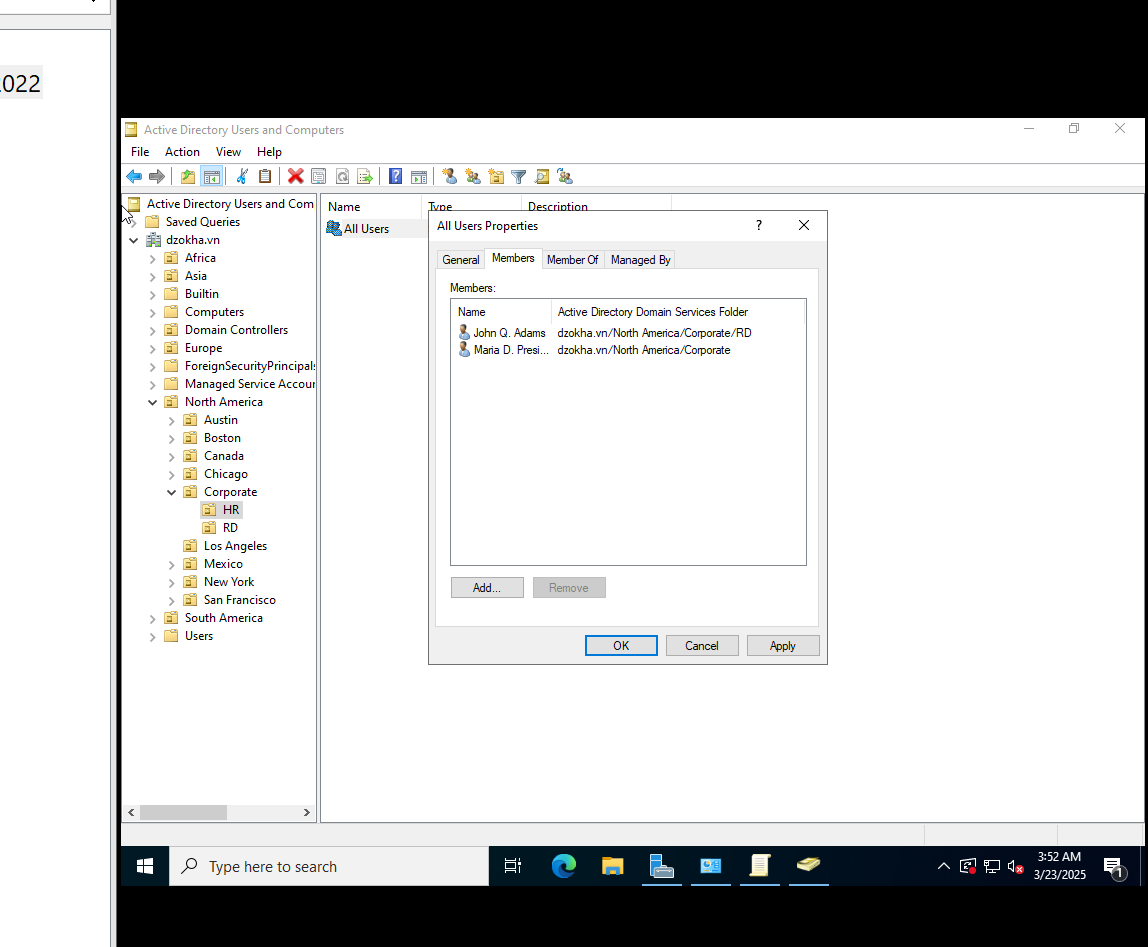 2022
Active Directory Users and Computers
File Action View Help
Active Directory Users and Com
Saved Queries
dzokha.vn
Africa
Asia
Builtin
Computers
Domain Controllers
Europe
ForeignSecurityPrincipals
Managed Service Accour
North America
Austin
Boston
Canada
Chicago
Corporate
HR
RD
Los Angeles
Mexico
New York
San Francisco
South America
Users
Name Type Description
All Users
All Users Properties
General Members Member Of Managed By
Members:
Name Active Directory Domain Services Folder
John Q. Adams dzokha.vn/North America/Corporate/RD
Maria D. Presi... dzokha.vn/North America/Corporate
Add... Remove
OK Cancel Apply
Type here to search
3:52 AM
3/23/2025
1